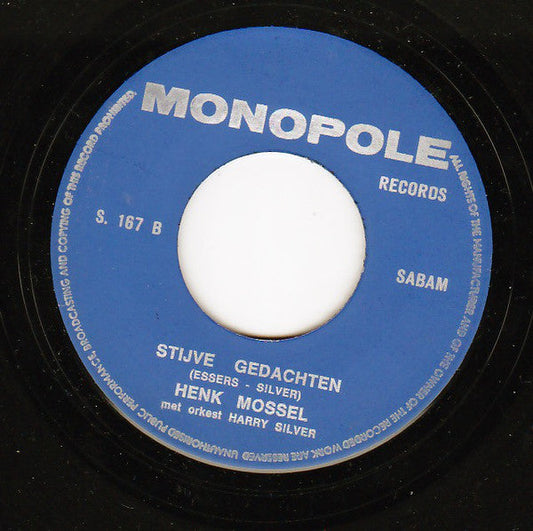 MONOPOLE
RECORDS
S. 167 B
SABAM
STIJVE GEDACHTEN
(ESSERS - SILVER)
HENK MOSSEL
met orkest HARRY SILVER
ALL RIGHTS OF THE MANUFACTURER AND OF THE OWNER OF THE RECORDED WORK ARE RESERVED UNAUTHORISED PUBLIC PERFORMANCE, BROADCASTING AND COPYING OF THIS RECORD PROHIBITED.